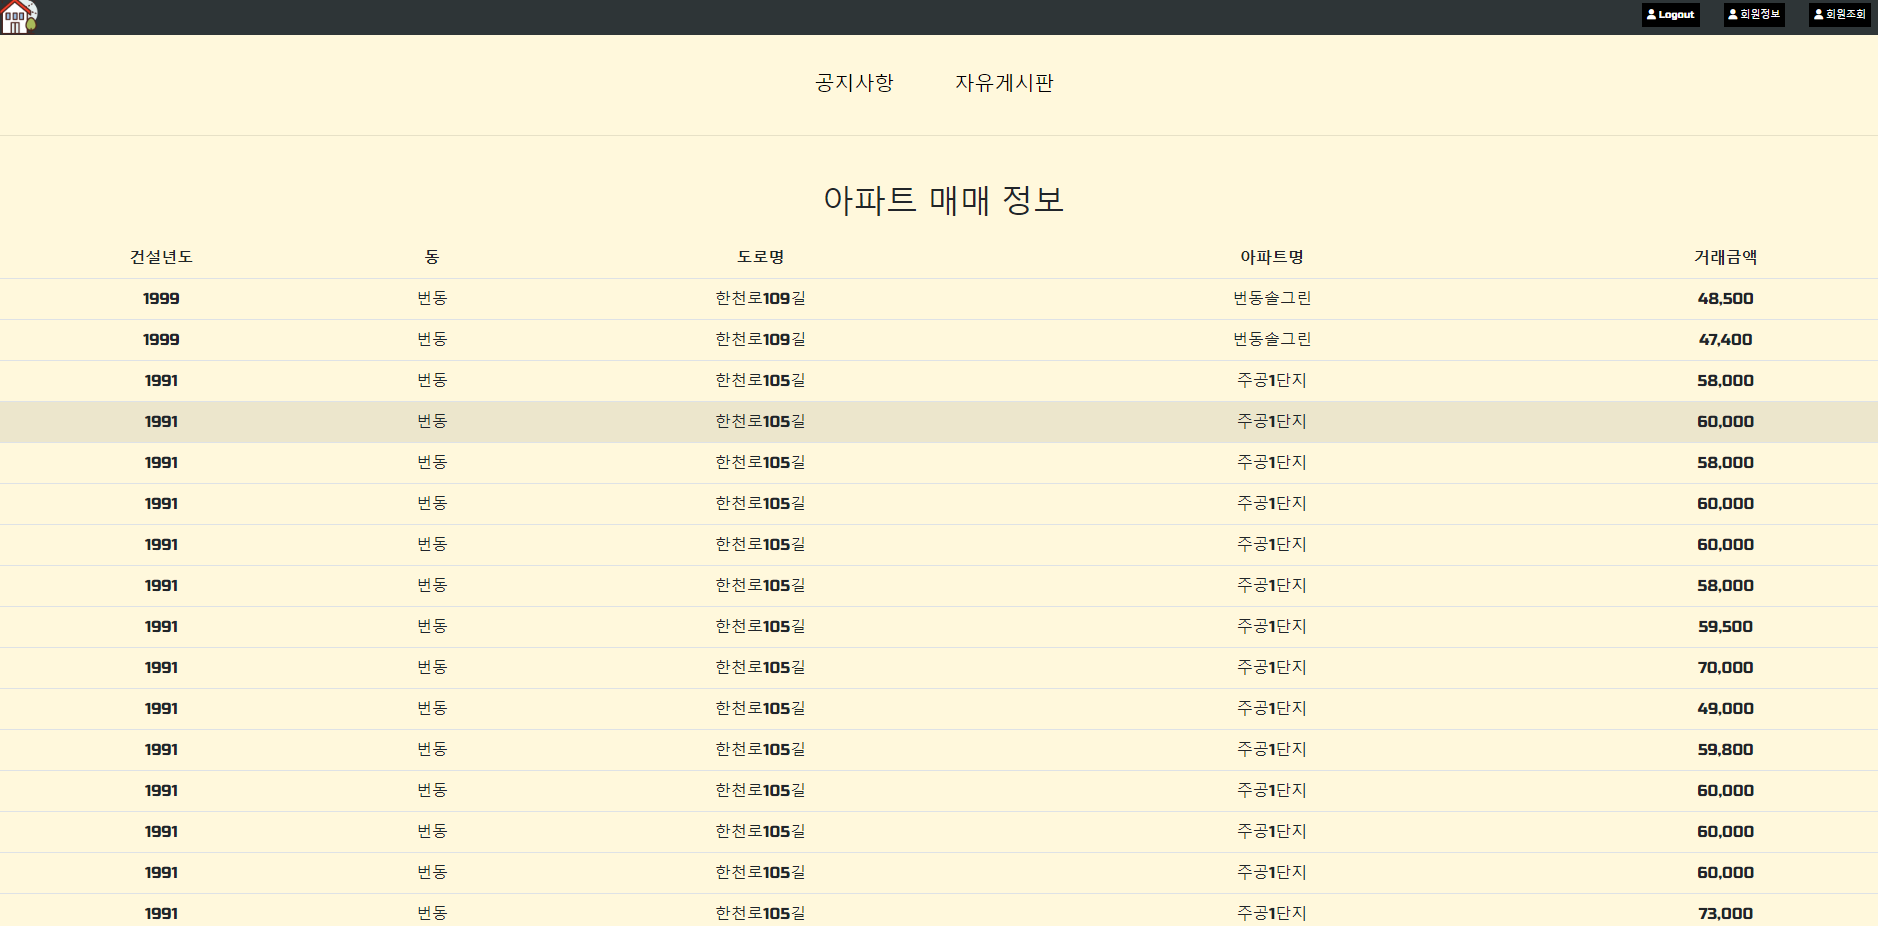 Logout 회원정보 회원조회
공지사항 자유게시판
아파트 매매 정보
건설년도 동 도로명 아파트명 거래금액
1999 번동 한천로109길 번동솔그린 48,500
1999 번동 한천로109길 번동솔그린 47,400
1991 번동 한천로105길 주공1단지 58,000
1991 번동 한천로105길 주공1단지 60,000
1991 번동 한천로105길 주공1단지 58,000
1991 번동 한천로105길 주공1단지 60,000
1991 번동 한천로105길 주공1단지 60,000
1991 번동 한천로105길 주공1단지 58,000
1991 번동 한천로105길 주공1단지 59,500
1991 번동 한천로105길 주공1단지 70,000
1991 번동 한천로105길 주공1단지 49,000
1991 번동 한천로105길 주공1단지 59,800
1991 번동 한천로105길 주공1단지 60,000
1991 번동 한천로105길 주공1단지 60,000
1991 번동 한천로105길 주공1단지 60,000
1991 번동 한천로105길 주공1단지 73,000